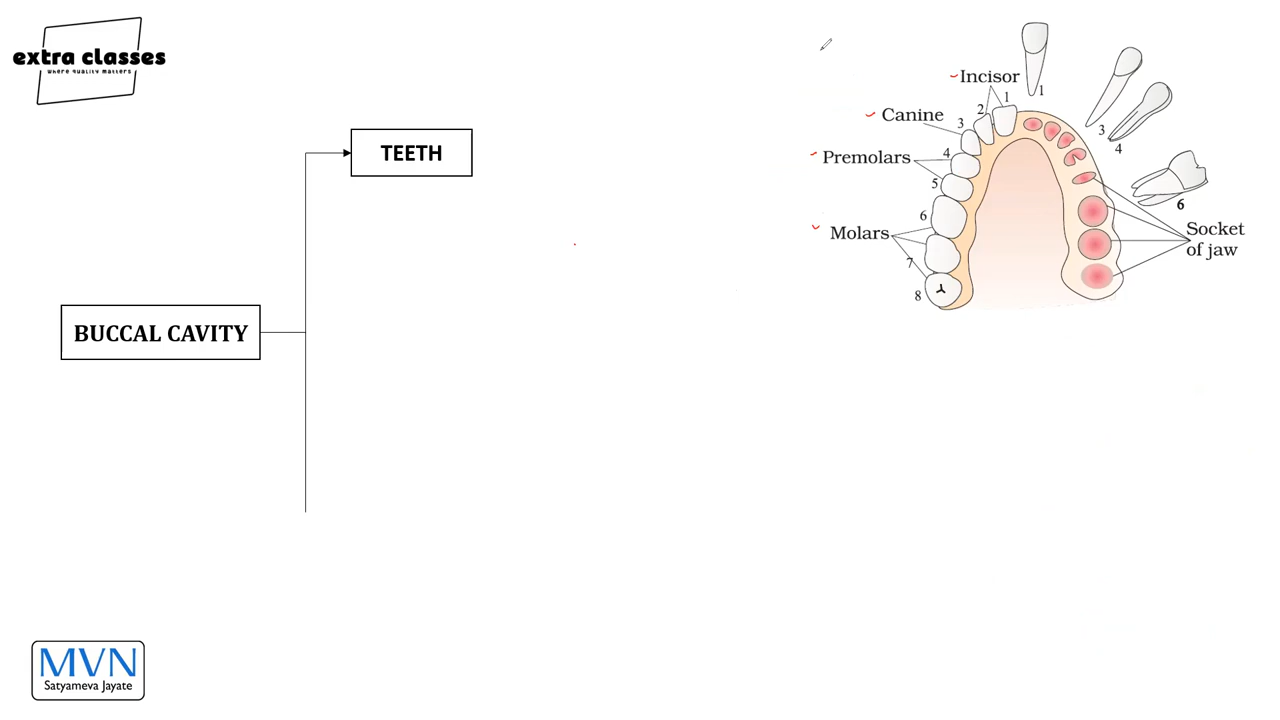 extra classes
where quality matters
TEETH
BUCCAL CAVITY
Incisor
Canine
Premolars
Molars
1
2
3
4
5
6
7
8
1
3
4
6
Socket
of jaw
MVN
Satyameva Jayate